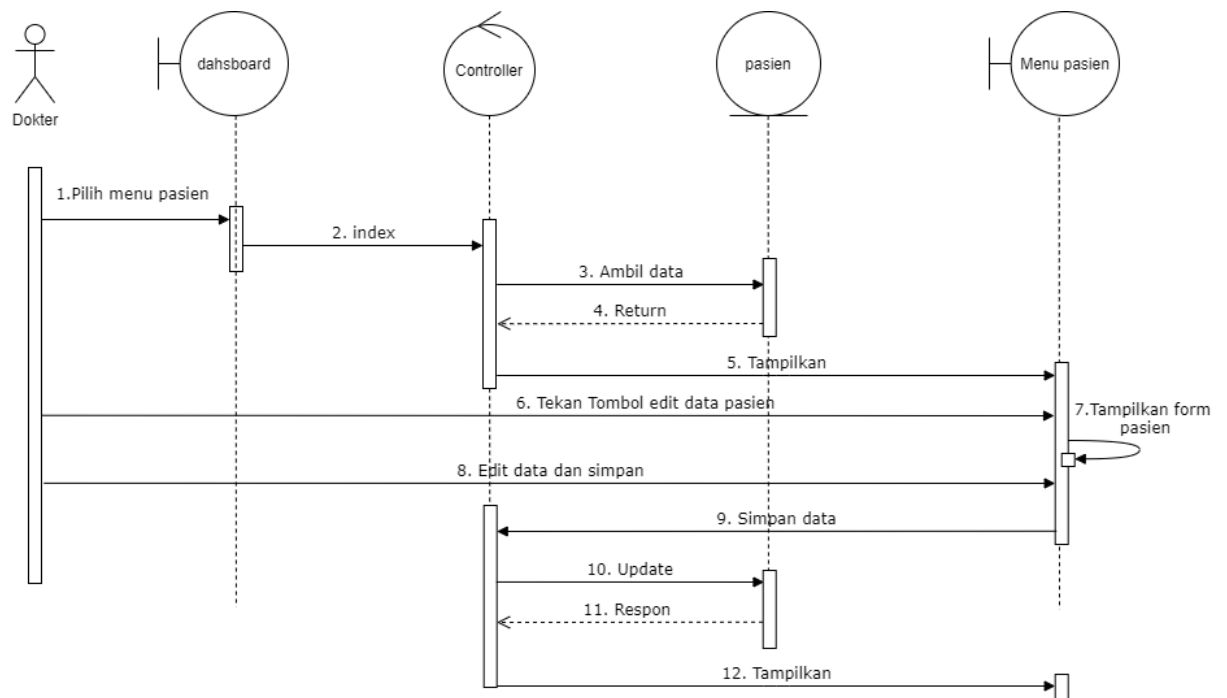 dahsboard
Controller
pasien
Menu pasien
Dokter
1.Pilih menu pasien
2. index
3. Ambil data
4. Return
5. Tampilkan
6. Tekan Tombol edit data pasien
7.Tampilkan form
pasien
8. Edit data dan simpan
9. Simpan data
10. Update
11. Respon
12. Tampilkan